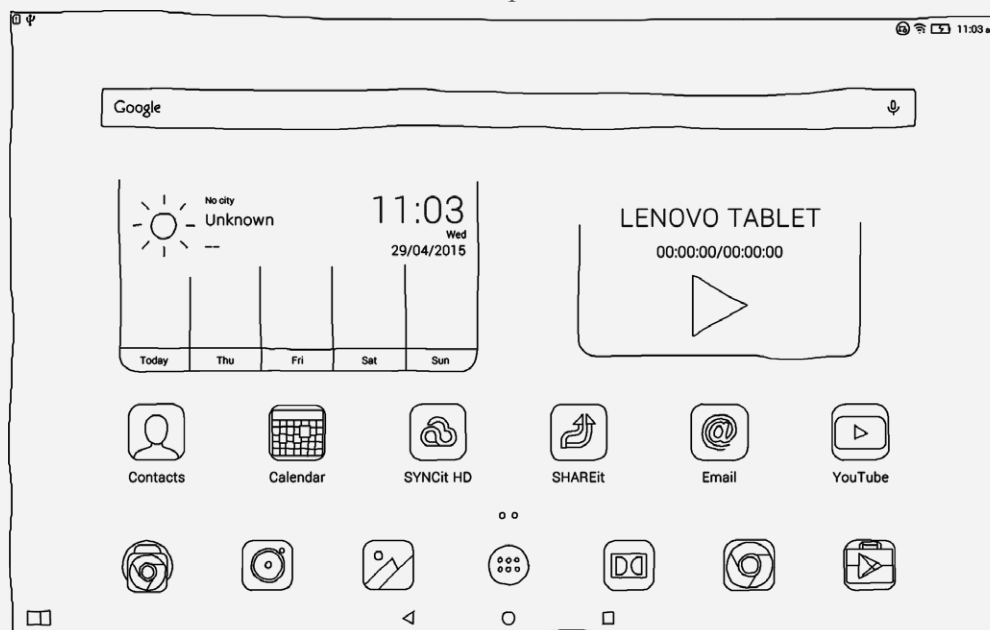 11:03 a
Google
No city
Unknown
--
11:03
Wed
29/04/2015
Today Thu Fri Sat Sun
LENOVO TABLET
00:00:00/00:00:00
Contacts Calendar SYNCit HD SHAREit Email YouTube